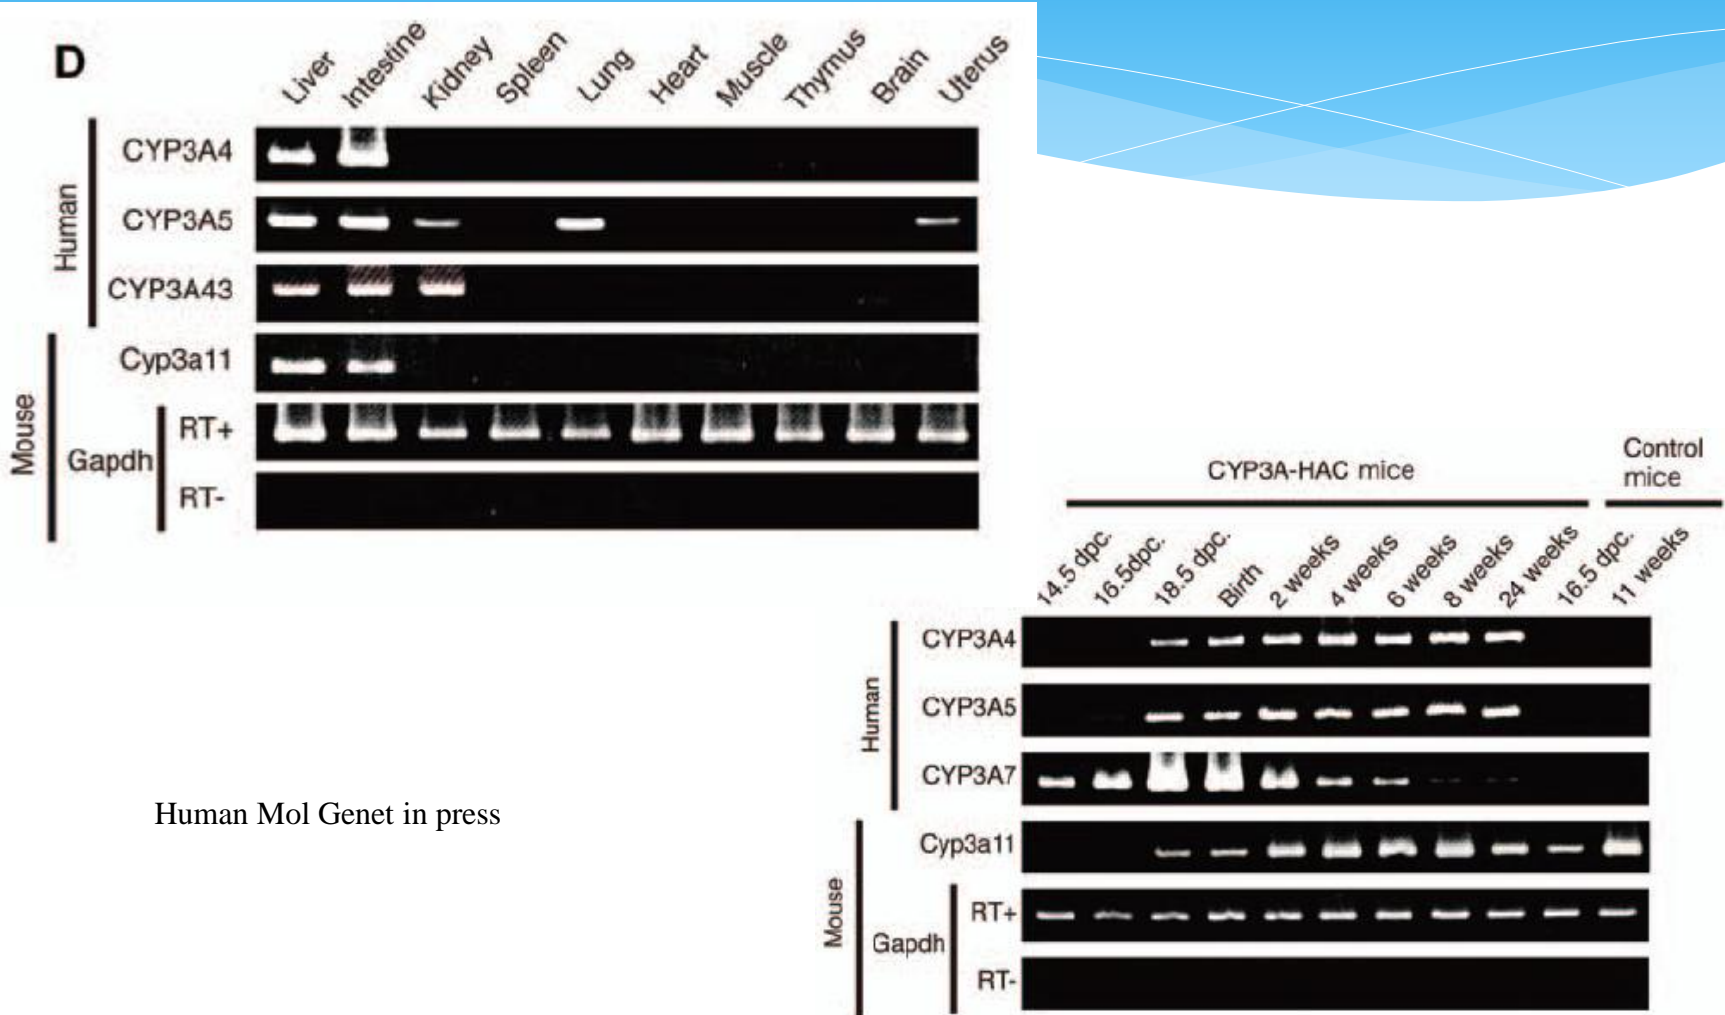 D
Liver Intestine Kidney Spleen Lung Heart Muscle Thymus Brain Uterus
Human
CYP3A4
CYP3A5
CYP3A43
Mouse
Cyp3a11
Gapdh
RT+
RT-
Human Mol Genet in press
CYP3A-HAC mice
Control
mice
14.5 dpc. 16.5dpc. 18.5 dpc. Birth 2 weeks 4 weeks 6 weeks 8 weeks 24 weeks 16.5 dpc. 11 weeks
Human
CYP3A4
CYP3A5
CYP3A7
Mouse
Cyp3a11
Gapdh
RT+
RT-